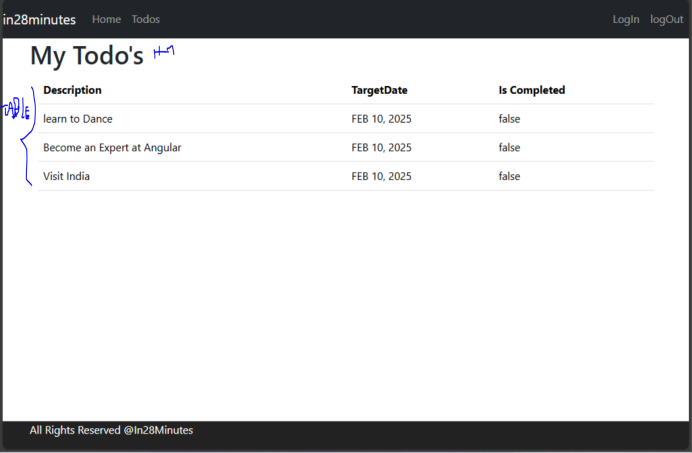 in28minutes Home Todos LogIn logOut
My Todo's H1
TABLE
Description TargetDate Is Completed
learn to Dance FEB 10, 2025 false
Become an Expert at Angular FEB 10, 2025 false
Visit India FEB 10, 2025 false
All Rights Reserved @In28Minutes